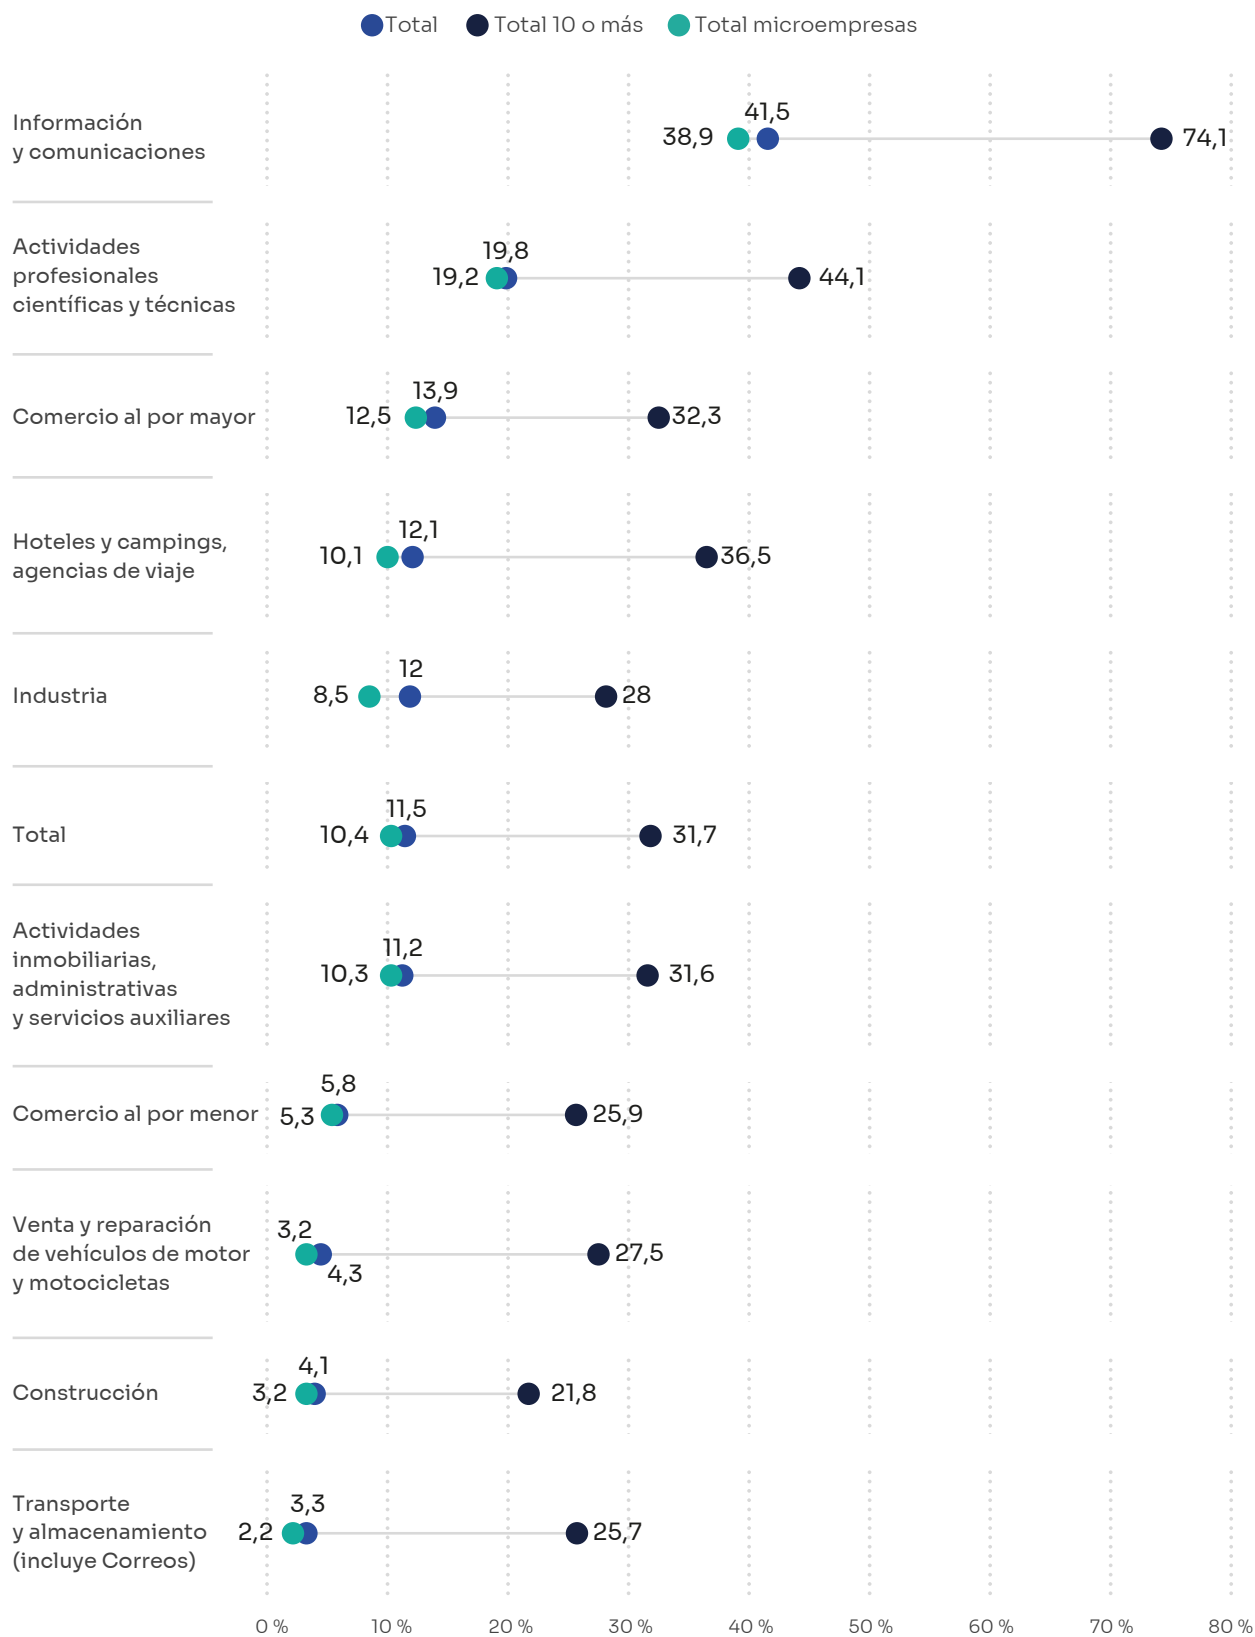 Total
Total 10 o más
Total microempresas
Información
y comunicaciones
38,9
41,5
74,1
Actividades
profesionales
científicas y técnicas
19,2
19,8
44,1
Comercio al por mayor
12,5
13,9
32,3
Hoteles y campings,
agencias de viaje
10,1
12,1
36,5
Industria
8,5
12
28
Total
10,4
11,5
31,7
Actividades
inmobiliarias,
administrativas
y servicios auxiliares
10,3
11,2
31,6
Comercio al por menor
5,3
5,8
25,9
Venta y reparación
de vehículos de motor
y motocicletas
3,2
4,3
27,5
Construcción
3,2
4,1
21,8
Transporte
y almacenamiento
(incluye Correos)
2,2
3,3
25,7
0 %
10 %
20 %
30 %
40 %
50 %
60 %
70 %
80 %